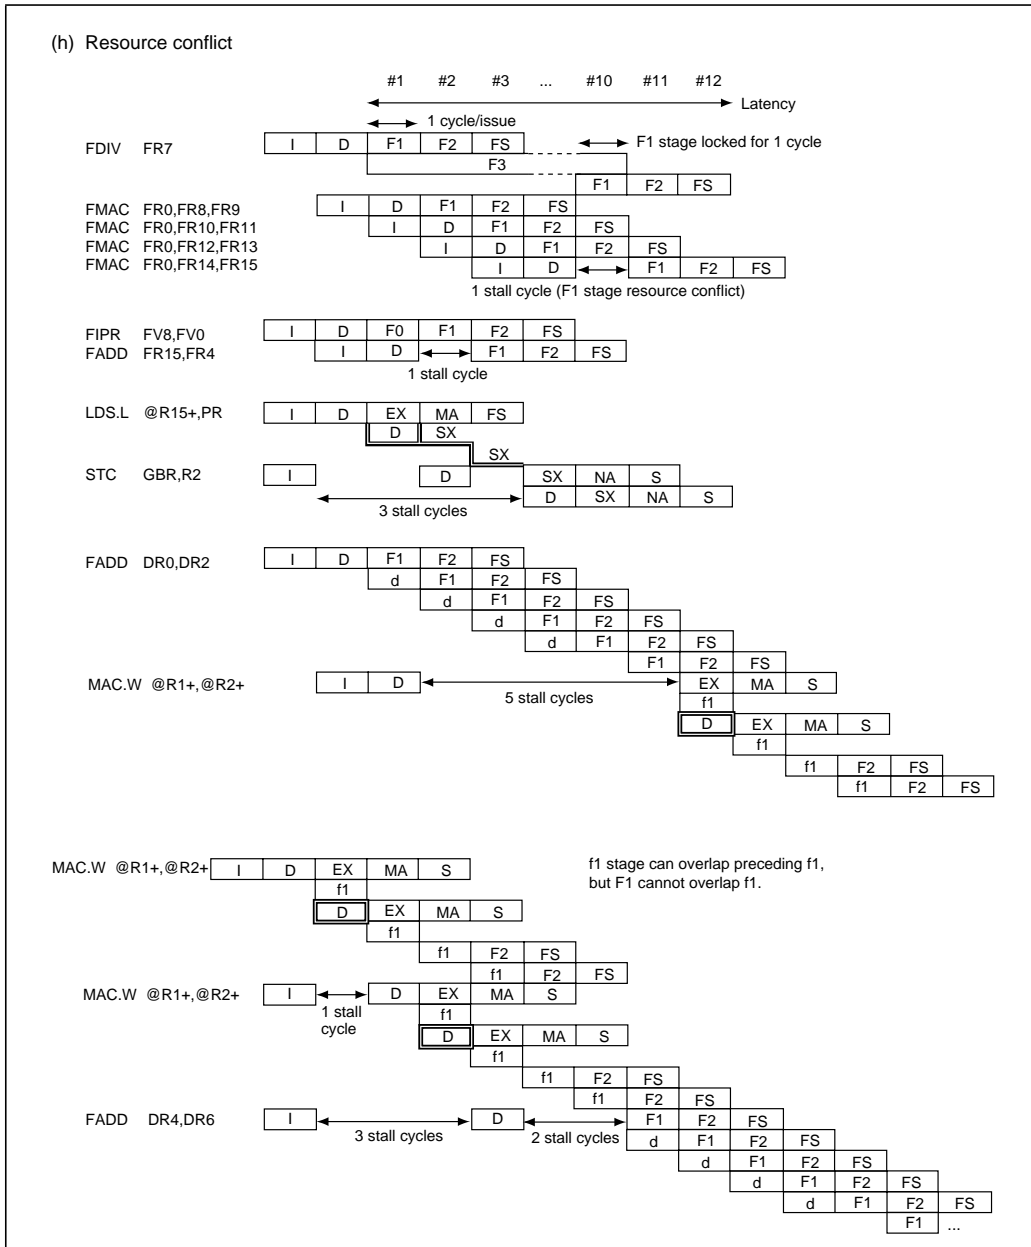 (h) Resource conflict
#1 #2 #3 ... #10 #11 #12
Latency
1 cycle/issue
FDIV FR7 I D F1 F2 FS F1 stage locked for 1 cycle
F3
F1 F2 FS
FMAC FR0,FR8,FR9 I D F1 F2 FS
FMAC FR0,FR10,FR11 I D F1 F2 FS
FMAC FR0,FR12,FR13 I D F1 F2 FS
FMAC FR0,FR14,FR15 I D F1 F2 FS
1 stall cycle (F1 stage resource conflict)
FIPR FV8,FV0 I D F0 F1 F2 FS
FADD FR15,FR4 I D F1 F2 FS
1 stall cycle
LDS.L @R15+,PR I D EX MA FS
D SX
SX
STC GBR,R2 I D SX NA S
D SX NA S
3 stall cycles
FADD DR0,DR2 I D F1 F2 FS
d F1 F2 FS
d F1 F2 FS
d F1 F2 FS
d F1 F2 FS
F1 F2 FS
MAC.W @R1+,@R2+ I D EX MA S
5 stall cycles
f1
D EX MA S
f1
f1 F2 FS
f1 F2 FS
MAC.W @R1+,@R2+ I D EX MA S
f1 stage can overlap preceding f1,
but F1 cannot overlap f1.
f1
D EX MA S
f1
f1 F2 FS
f1 F2 FS
MAC.W @R1+,@R2+ I D EX MA S
1 stall
cycle
f1
D EX MA S
f1
f1 F2 FS
f1 F2 FS
FADD DR4,DR6 I D F1 F2 FS
3 stall cycles 2 stall cycles
d F1 F2 FS
d F1 F2 FS
d F1 F2 FS
d F1 F2 FS
F1 ...